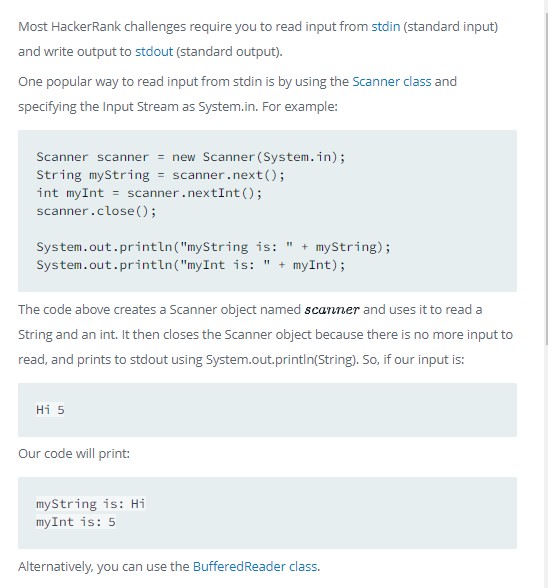 Most HackerRank challenges require you to read input from stdin (standard input)
and write output to stdout (standard output).
One popular way to read input from stdin is by using the Scanner class and
specifying the Input Stream as System.in. For example:
Scanner scanner = new Scanner(System.in);
String myString = scanner.next();
int myInt = scanner.nextInt();
scanner.close();
System.out.println("myString is: " + myString);
System.out.println("myInt is: " + myInt);
The code above creates a Scanner object named scanner and uses it to read a
String and an int. It then closes the Scanner object because there is no more input to
read, and prints to stdout using System.out.println(String). So, if our input is:
Hi 5
Our code will print:
myString is: Hi
myInt is: 5
Alternatively, you can use the BufferedReader class.